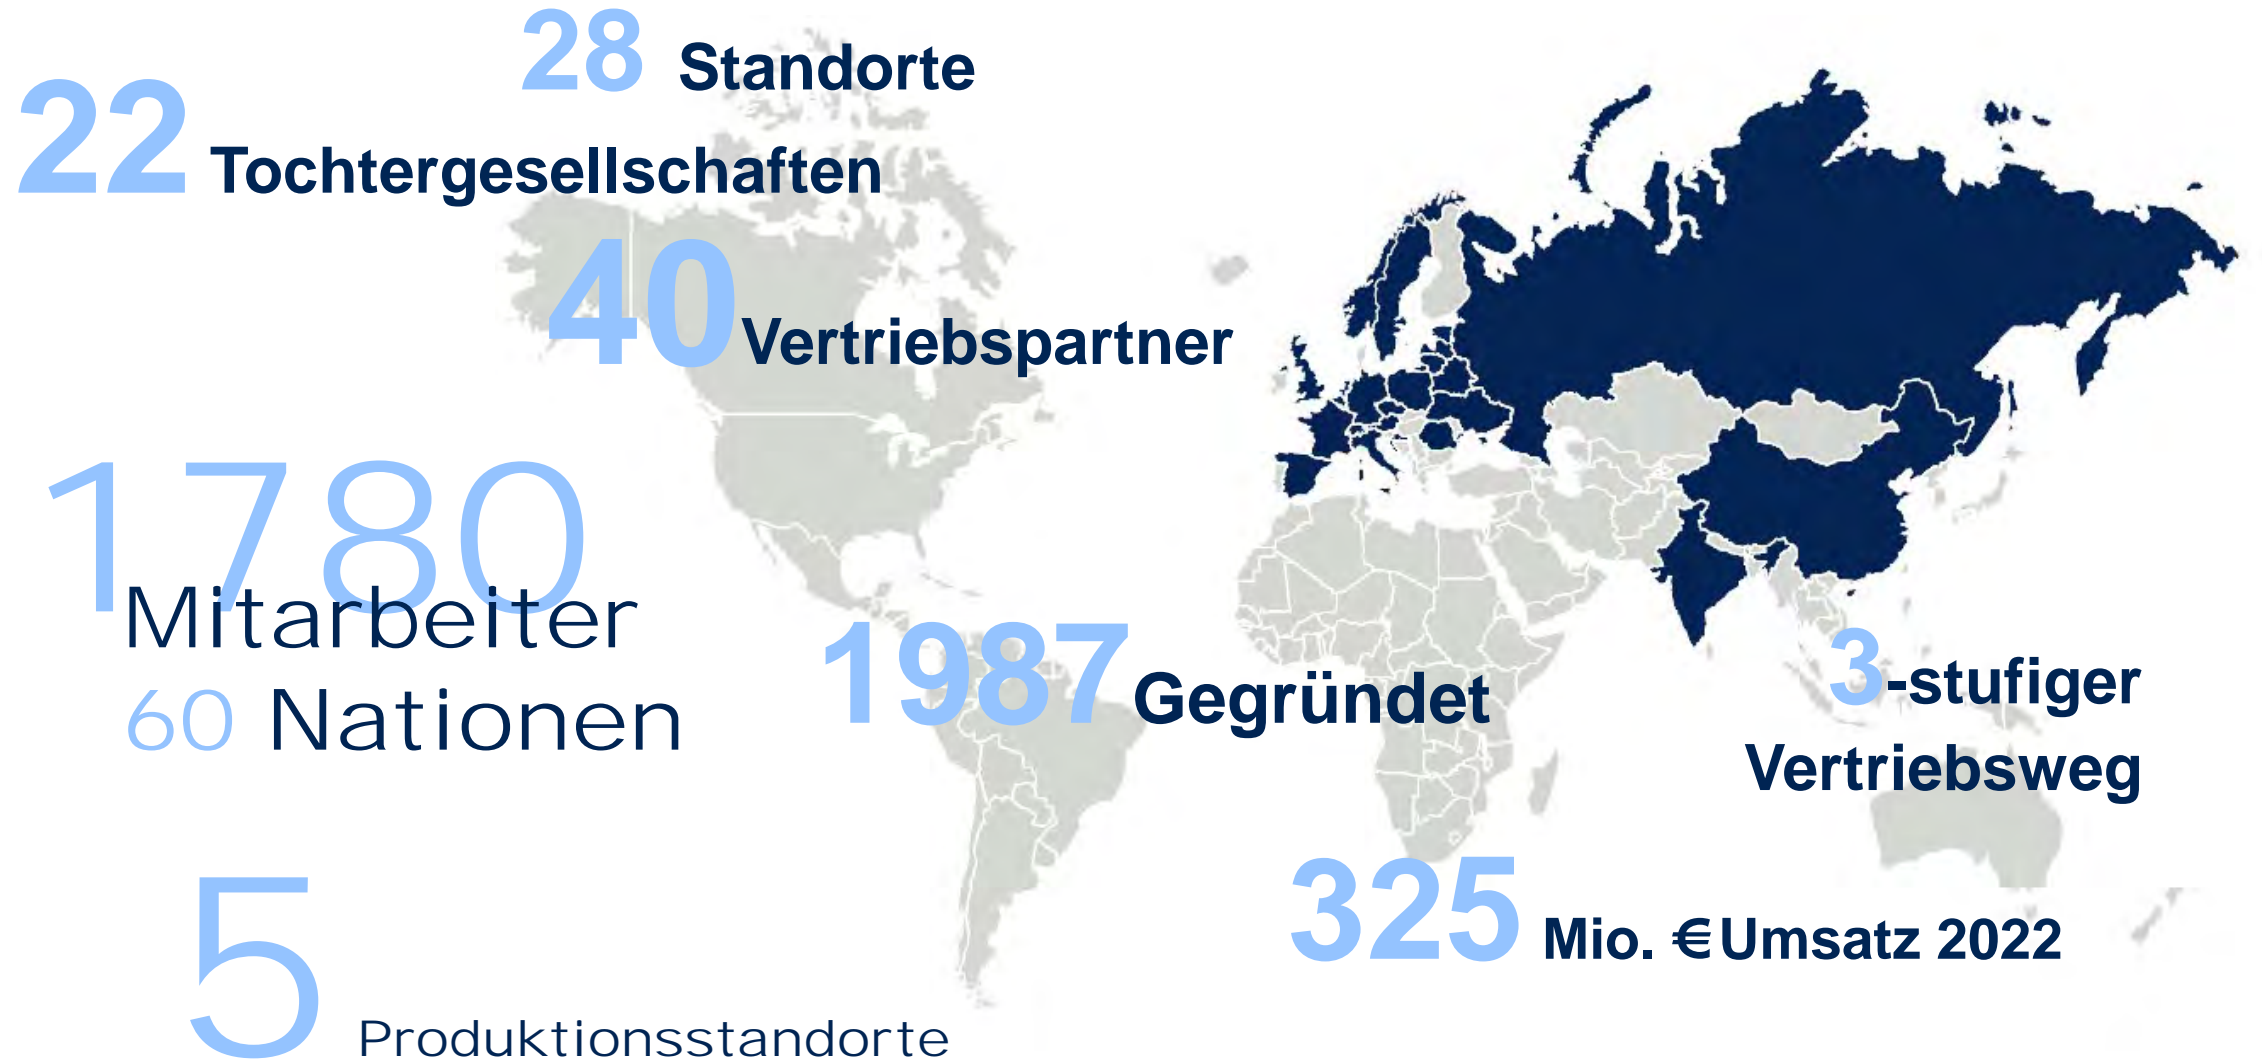 28 Standorte
22 Tochtergesellschaften
40 Vertriebspartner
1780
Mitarbeiter
60 Nationen
1987 Gegründet
3-stufiger
Vertriebsweg
325 Mio. € Umsatz 2022
5 Produktionsstandorte